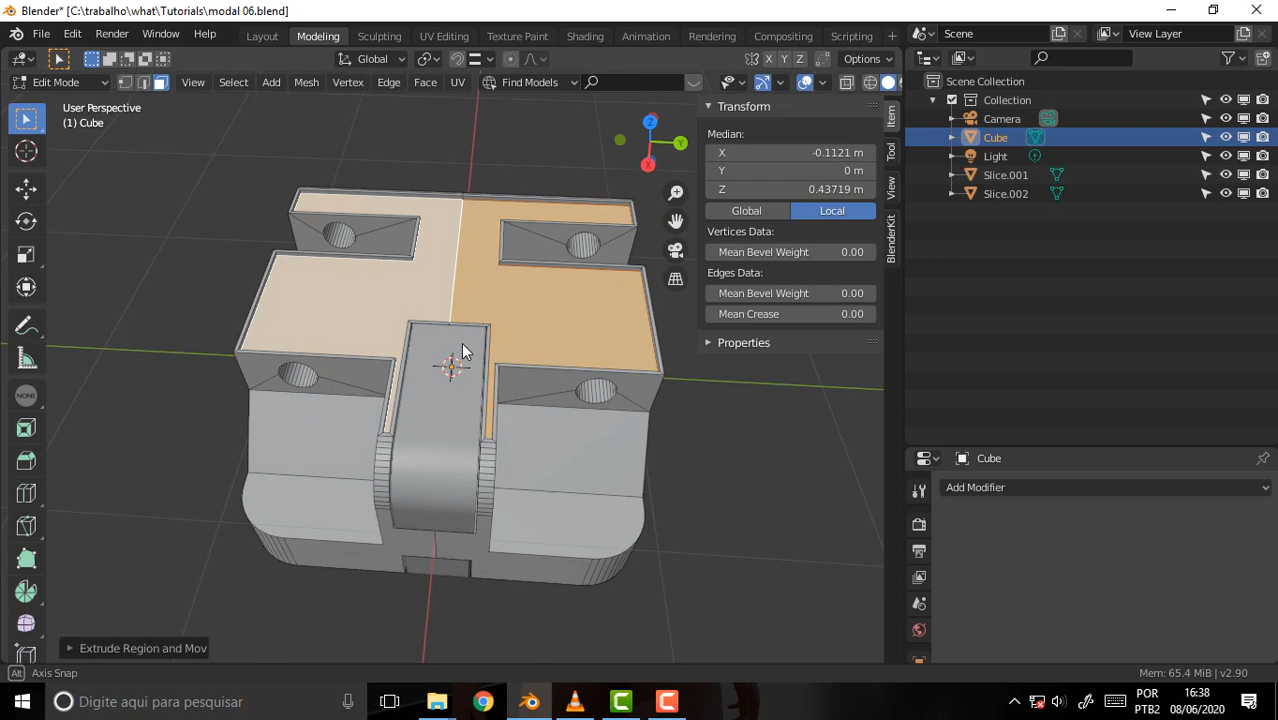 Blender* [C:\trabalho\what\Tutorials\modal 06.blend]
File Edit Render Window Help Layout Modeling Sculpting UV Editing Texture Paint Shading Animation Rendering Compositing Scripting + Scene View Layer
Global X Y Z Options
Edit Mode View Select Add Mesh Vertex Edge Face UV Find Models
User Perspective
(1) Cube
Z
Y
X
Transform
Median:
X -0.1121 m
Y 0 m
Z 0.43719 m
Global Local
Vertices Data:
Mean Bevel Weight 0.00
Edges Data:
Mean Bevel Weight 0.00
Mean Crease 0.00
Properties
Item
Tool
View
BlenderKit
Scene Collection
Collection
Camera
Cube
Light
Slice.001
Slice.002
Cube
Add Modifier
NONE
Extrude Region and Mov
Alt Axis Snap
Mem: 65.4 MiB | v2.90
Digite aqui para pesquisar
POR
PTB2
16:38
08/06/2020